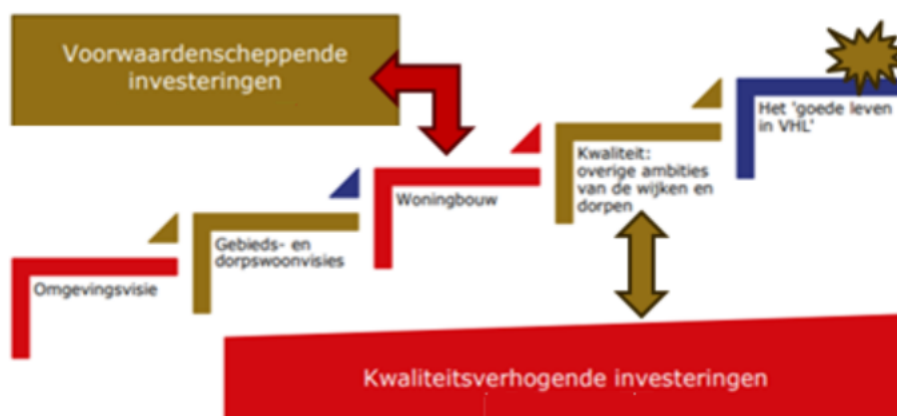 Voorwaardenscheppende
investeringen
Het 'goede leven
in VHL'
Kwaliteit:
overige ambities
van de wijken en
dorpen
Woningbouw
Gebieds- en
dorpswoonvisies
Omgevingsvisie
Kwaliteitsverhogende investeringen